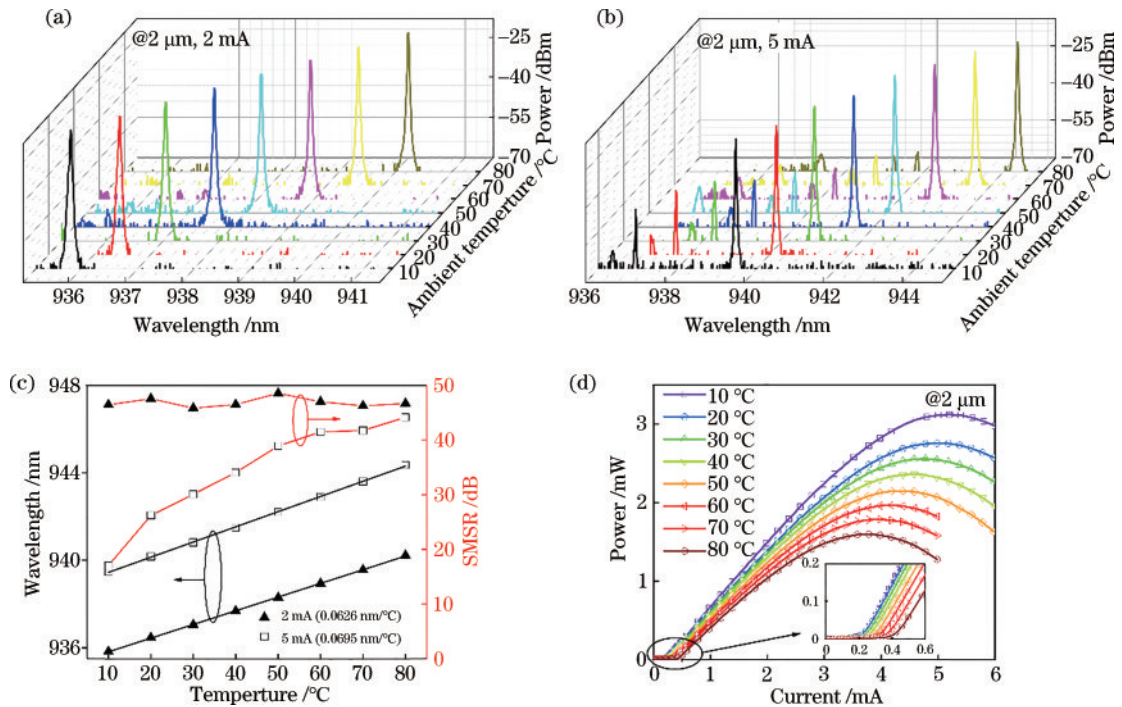 (a)
@2 μm, 2 mA
−25
−40
−55
−70
Power /dBm
80
70
60
50
40
30
20
10
Ambient temperture /℃
936 937 938 939 940 941
Wavelength /nm
(b)
@2 μm, 5 mA
−25
−40
−55
−70
Power /dBm
80
70
60
50
40
30
20
10
Ambient temperture /℃
936 938 940 942 944
Wavelength /nm
(c)
948
944
940
936
Wavelength /nm
50
40
30
20
10
0
SMSR /dB
2 mA (0.0626 nm/℃)
5 mA (0.0695 nm/℃)
10 20 30 40 50 60 70 80
Temperture /℃
(d)
@2 μm
10 ℃
20 ℃
30 ℃
40 ℃
50 ℃
60 ℃
70 ℃
80 ℃
3
2
1
0
Power /mW
0.2
0.1
0
0 0.2 0.4 0.6
0 1 2 3 4 5 6
Current /mA